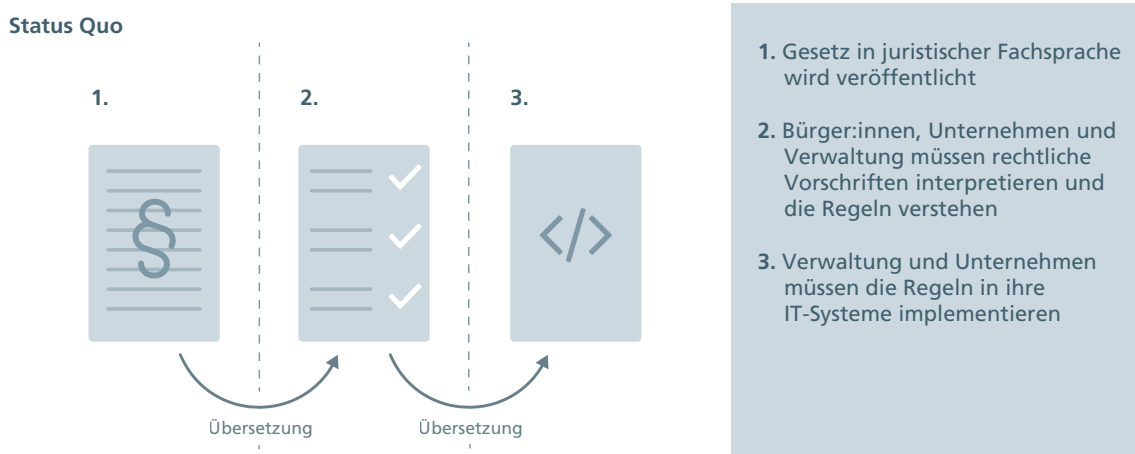 Status Quo
1.
2.
3.
§
</>
Übersetzung
Übersetzung
1. Gesetz in juristischer Fachsprache
wird veröffentlicht
2. Bürger:innen, Unternehmen und
Verwaltung müssen rechtliche
Vorschriften interpretieren und
die Regeln verstehen
3. Verwaltung und Unternehmen
müssen die Regeln in ihre
IT-Systeme implementieren